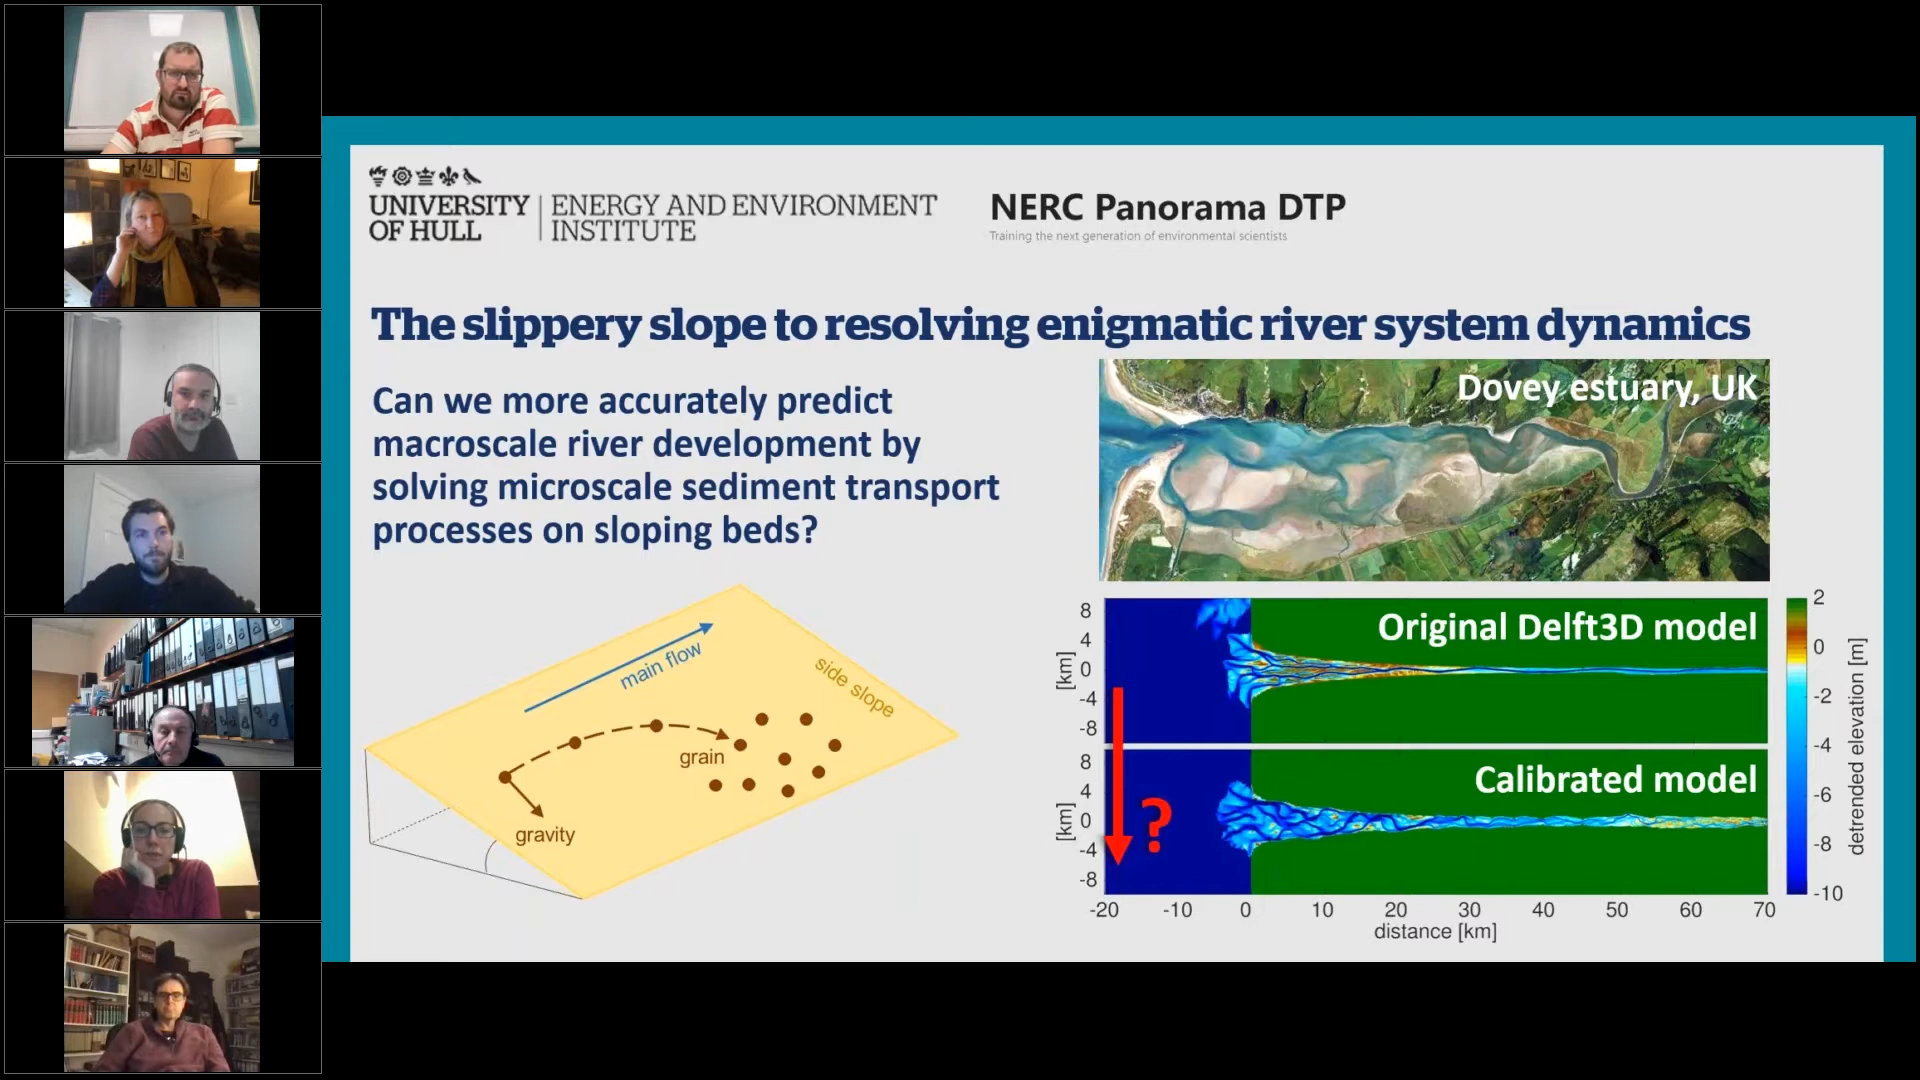 UNIVERSITY
OF HULL
ENERGY AND ENVIRONMENT
INSTITUTE
NERC Panorama DTP
Training the next generation of environmental scientists
The slippery slope to resolving enigmatic river system dynamics
Can we more accurately predict
macroscale river development by
solving microscale sediment transport
processes on sloping beds?
main flow
side slope
grain
gravity
Dovey estuary, UK
Original Delft3D model
8
4
0
-4
-8
[km]
Calibrated model
8
4
0
-4
-8
[km]
?
-20 -10 0 10 20 30 40 50 60 70
distance [km]
2
0
-2
-4
-6
-8
-10
detrended elevation [m]